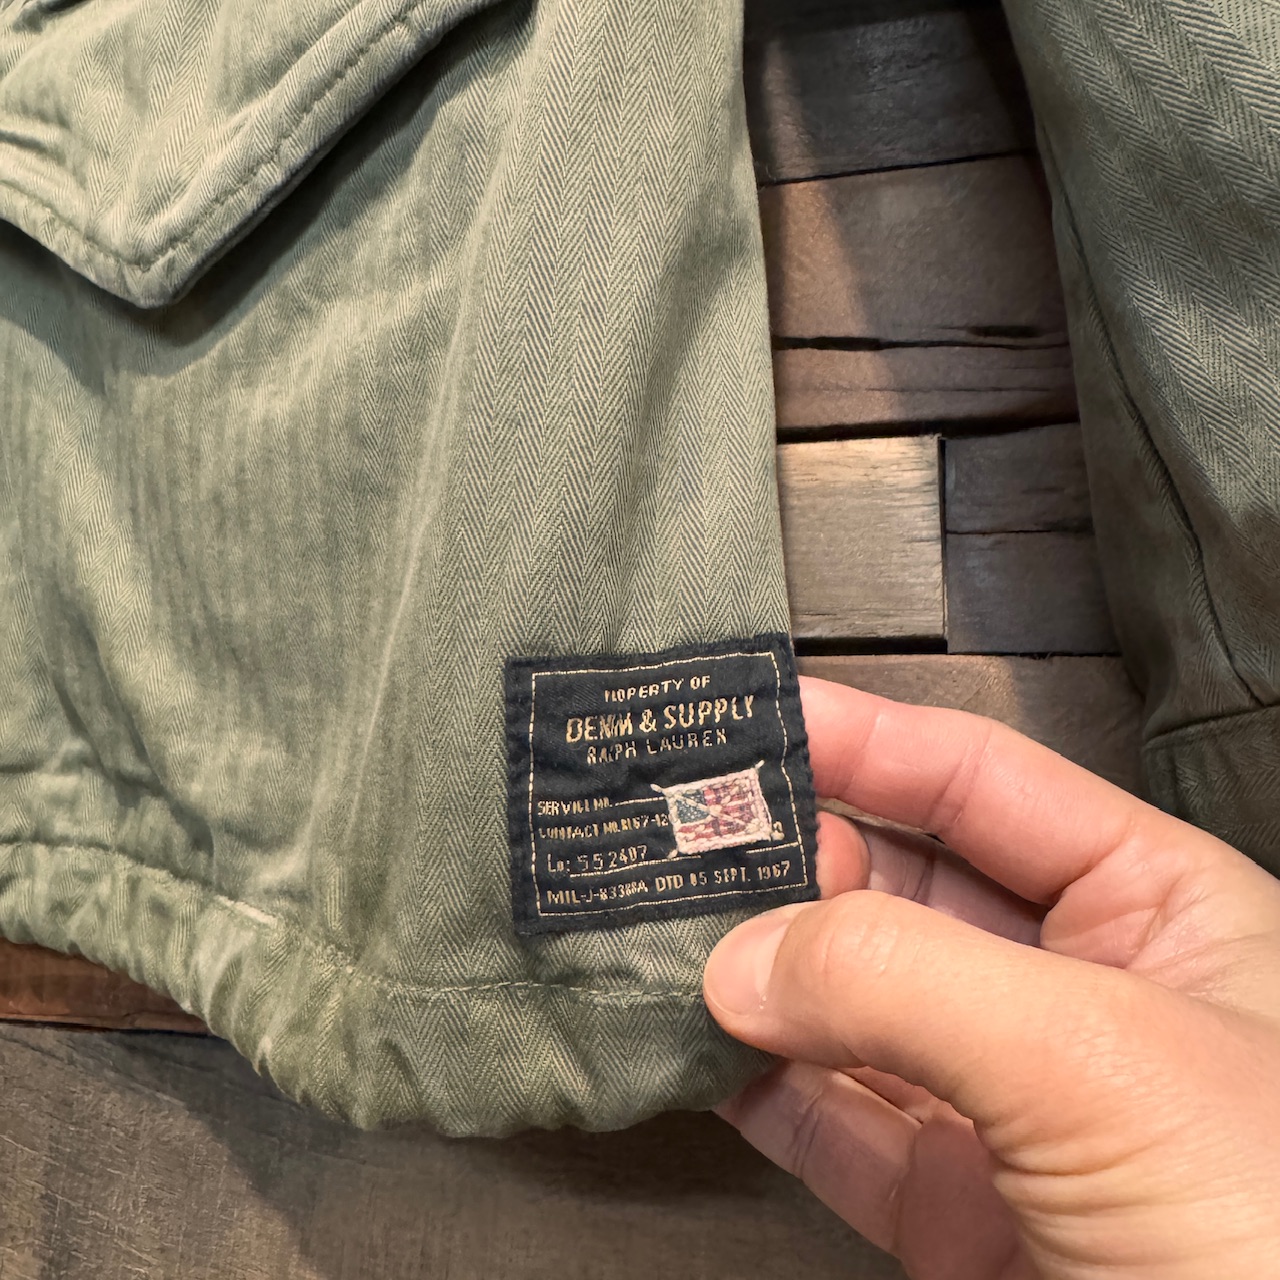 PROPERTY OF
DENIM & SUPPLY
RALPH LAUREN
SERVICE NO.
CONTACT NO.
Lo: 552407
MIL-J-83388A DTD 05 SEPT. 1967